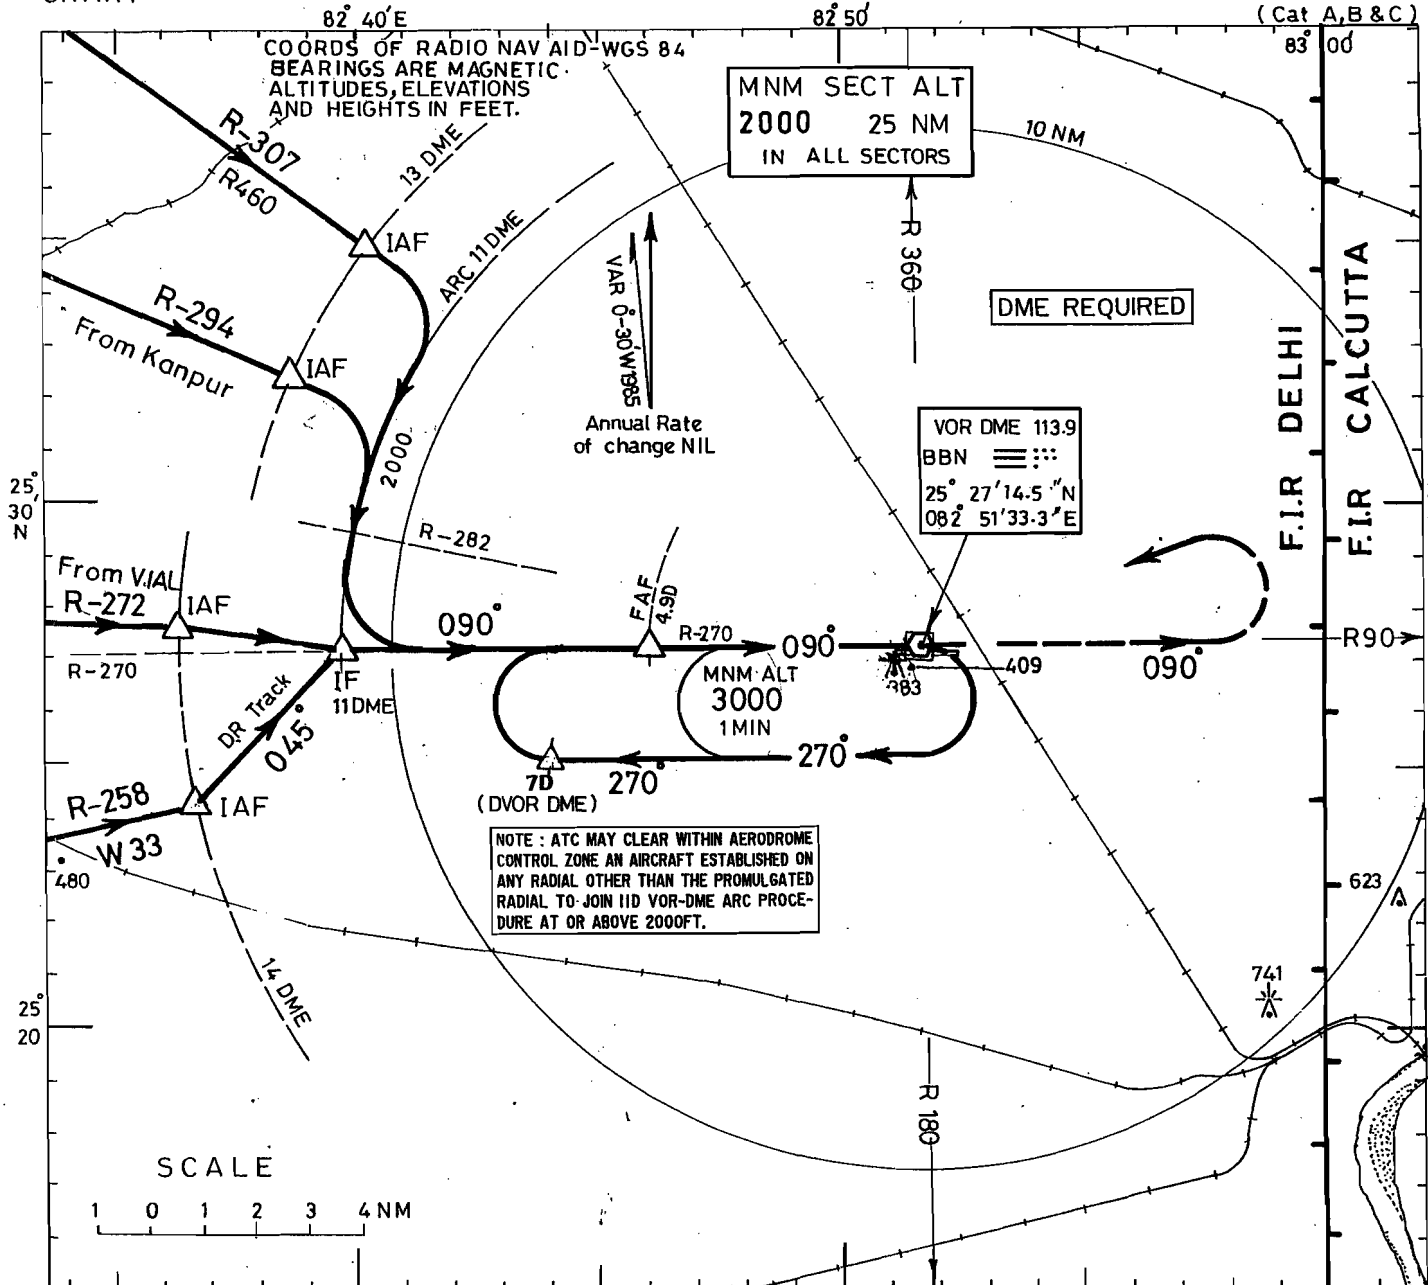 82° 40'E
82° 50'
(Cat A,B & C)
83° 00'
COORDS OF RADIO NAV AID-WGS 84
BEARINGS ARE MAGNETIC.
ALTITUDES, ELEVATIONS
AND HEIGHTS IN FEET.
MNM SECT ALT
2000 25 NM
IN ALL SECTORS
10 NM
R-307
R460
13 DME
IAF
ARC 11 DME
R 360
VAR 0°-30'W1985
Annual Rate
of change NIL
DME REQUIRED
F.I.R DELHI
F.I.R CALCUTTA
R-294
From Kanpur
IAF
2000
VOR DME 113.9
BBN
25° 27'14.5"N
082° 51'33.3"E
25°
30'
N
R-282
From VIAL
R-272
IAF
R-270
090°
FAF
4.9D
R-270
090°
090°
R90
409
383
IF
11DME
D.R Track
045°
MNM ALT
3000
1 MIN
270°
270°
7D
(DVOR DME)
R-258
W 33
IAF
480
NOTE : ATC MAY CLEAR WITHIN AERODROME
CONTROL ZONE AN AIRCRAFT ESTABLISHED ON
ANY RADIAL OTHER THAN THE PROMULGATED
RADIAL TO JOIN 11D VOR-DME ARC PROCE-
DURE AT OR ABOVE 2000FT.
623
741
14 DME
25°
20
R 180
SCALE
1 0 1 2 3 4 NM